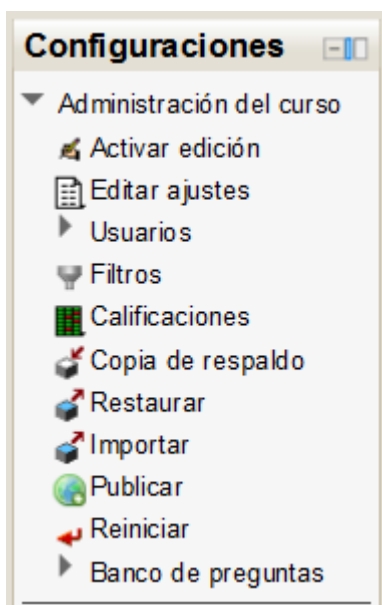 Configuraciones
Administración del curso
Activar edición
Editar ajustes
Usuarios
Filtros
Calificaciones
Copia de respaldo
Restaurar
Importar
Publicar
Reiniciar
Banco de preguntas